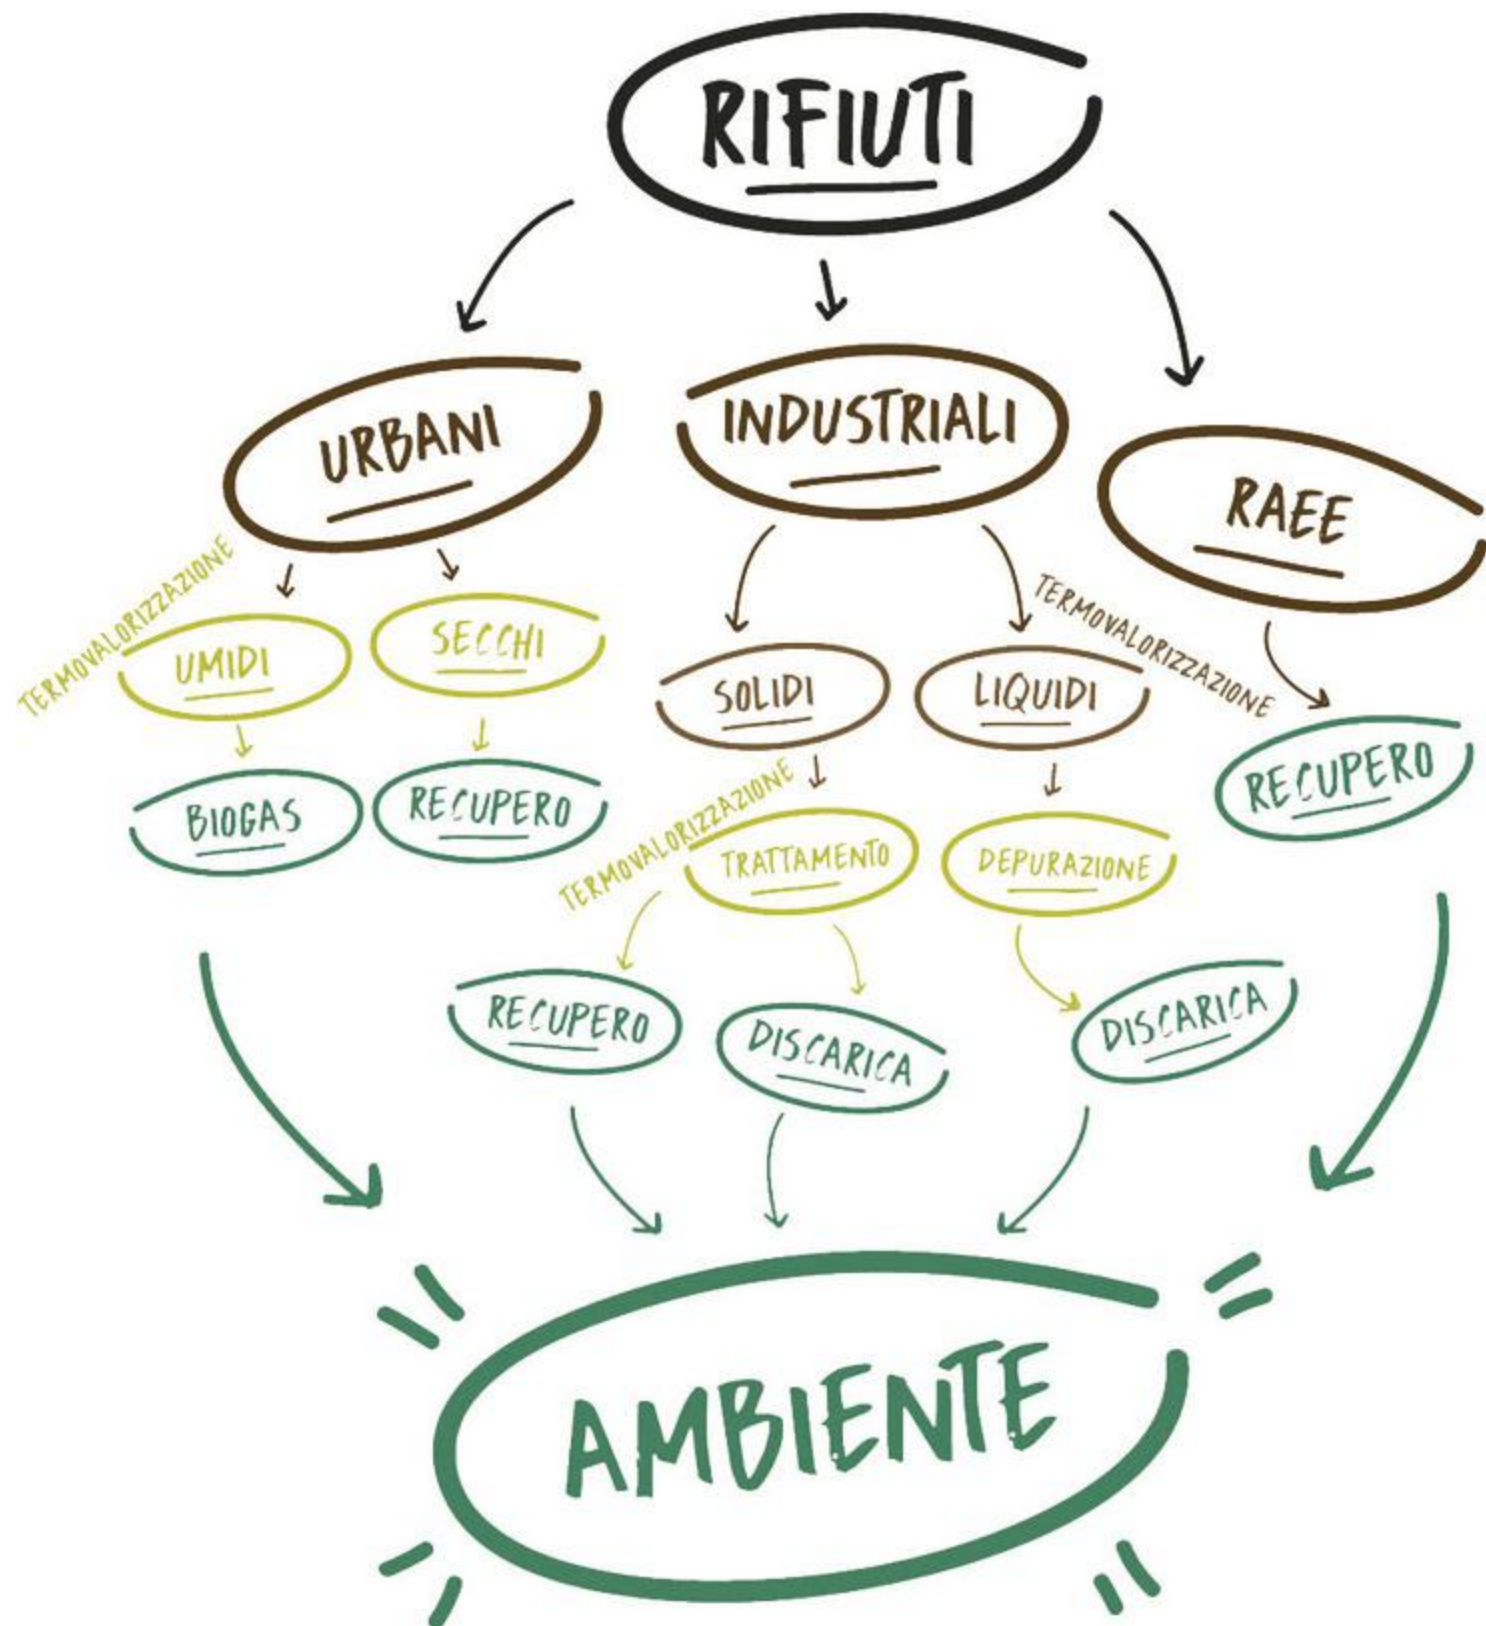 RIFIUTI
URBANI
INDUSTRIALI
RAEE
TERMOVALORIZZAZIONE
UMIDI
SECCHI
SOLIDI
LIQUIDI
TERMOVALORIZZAZIONE
BIOGAS
RECUPERO
TERMOVALORIZZAZIONE
TRATTAMENTO
DEPURAZIONE
RECUPERO
RECUPERO
DISCARICA
DISCARICA
AMBIENTE